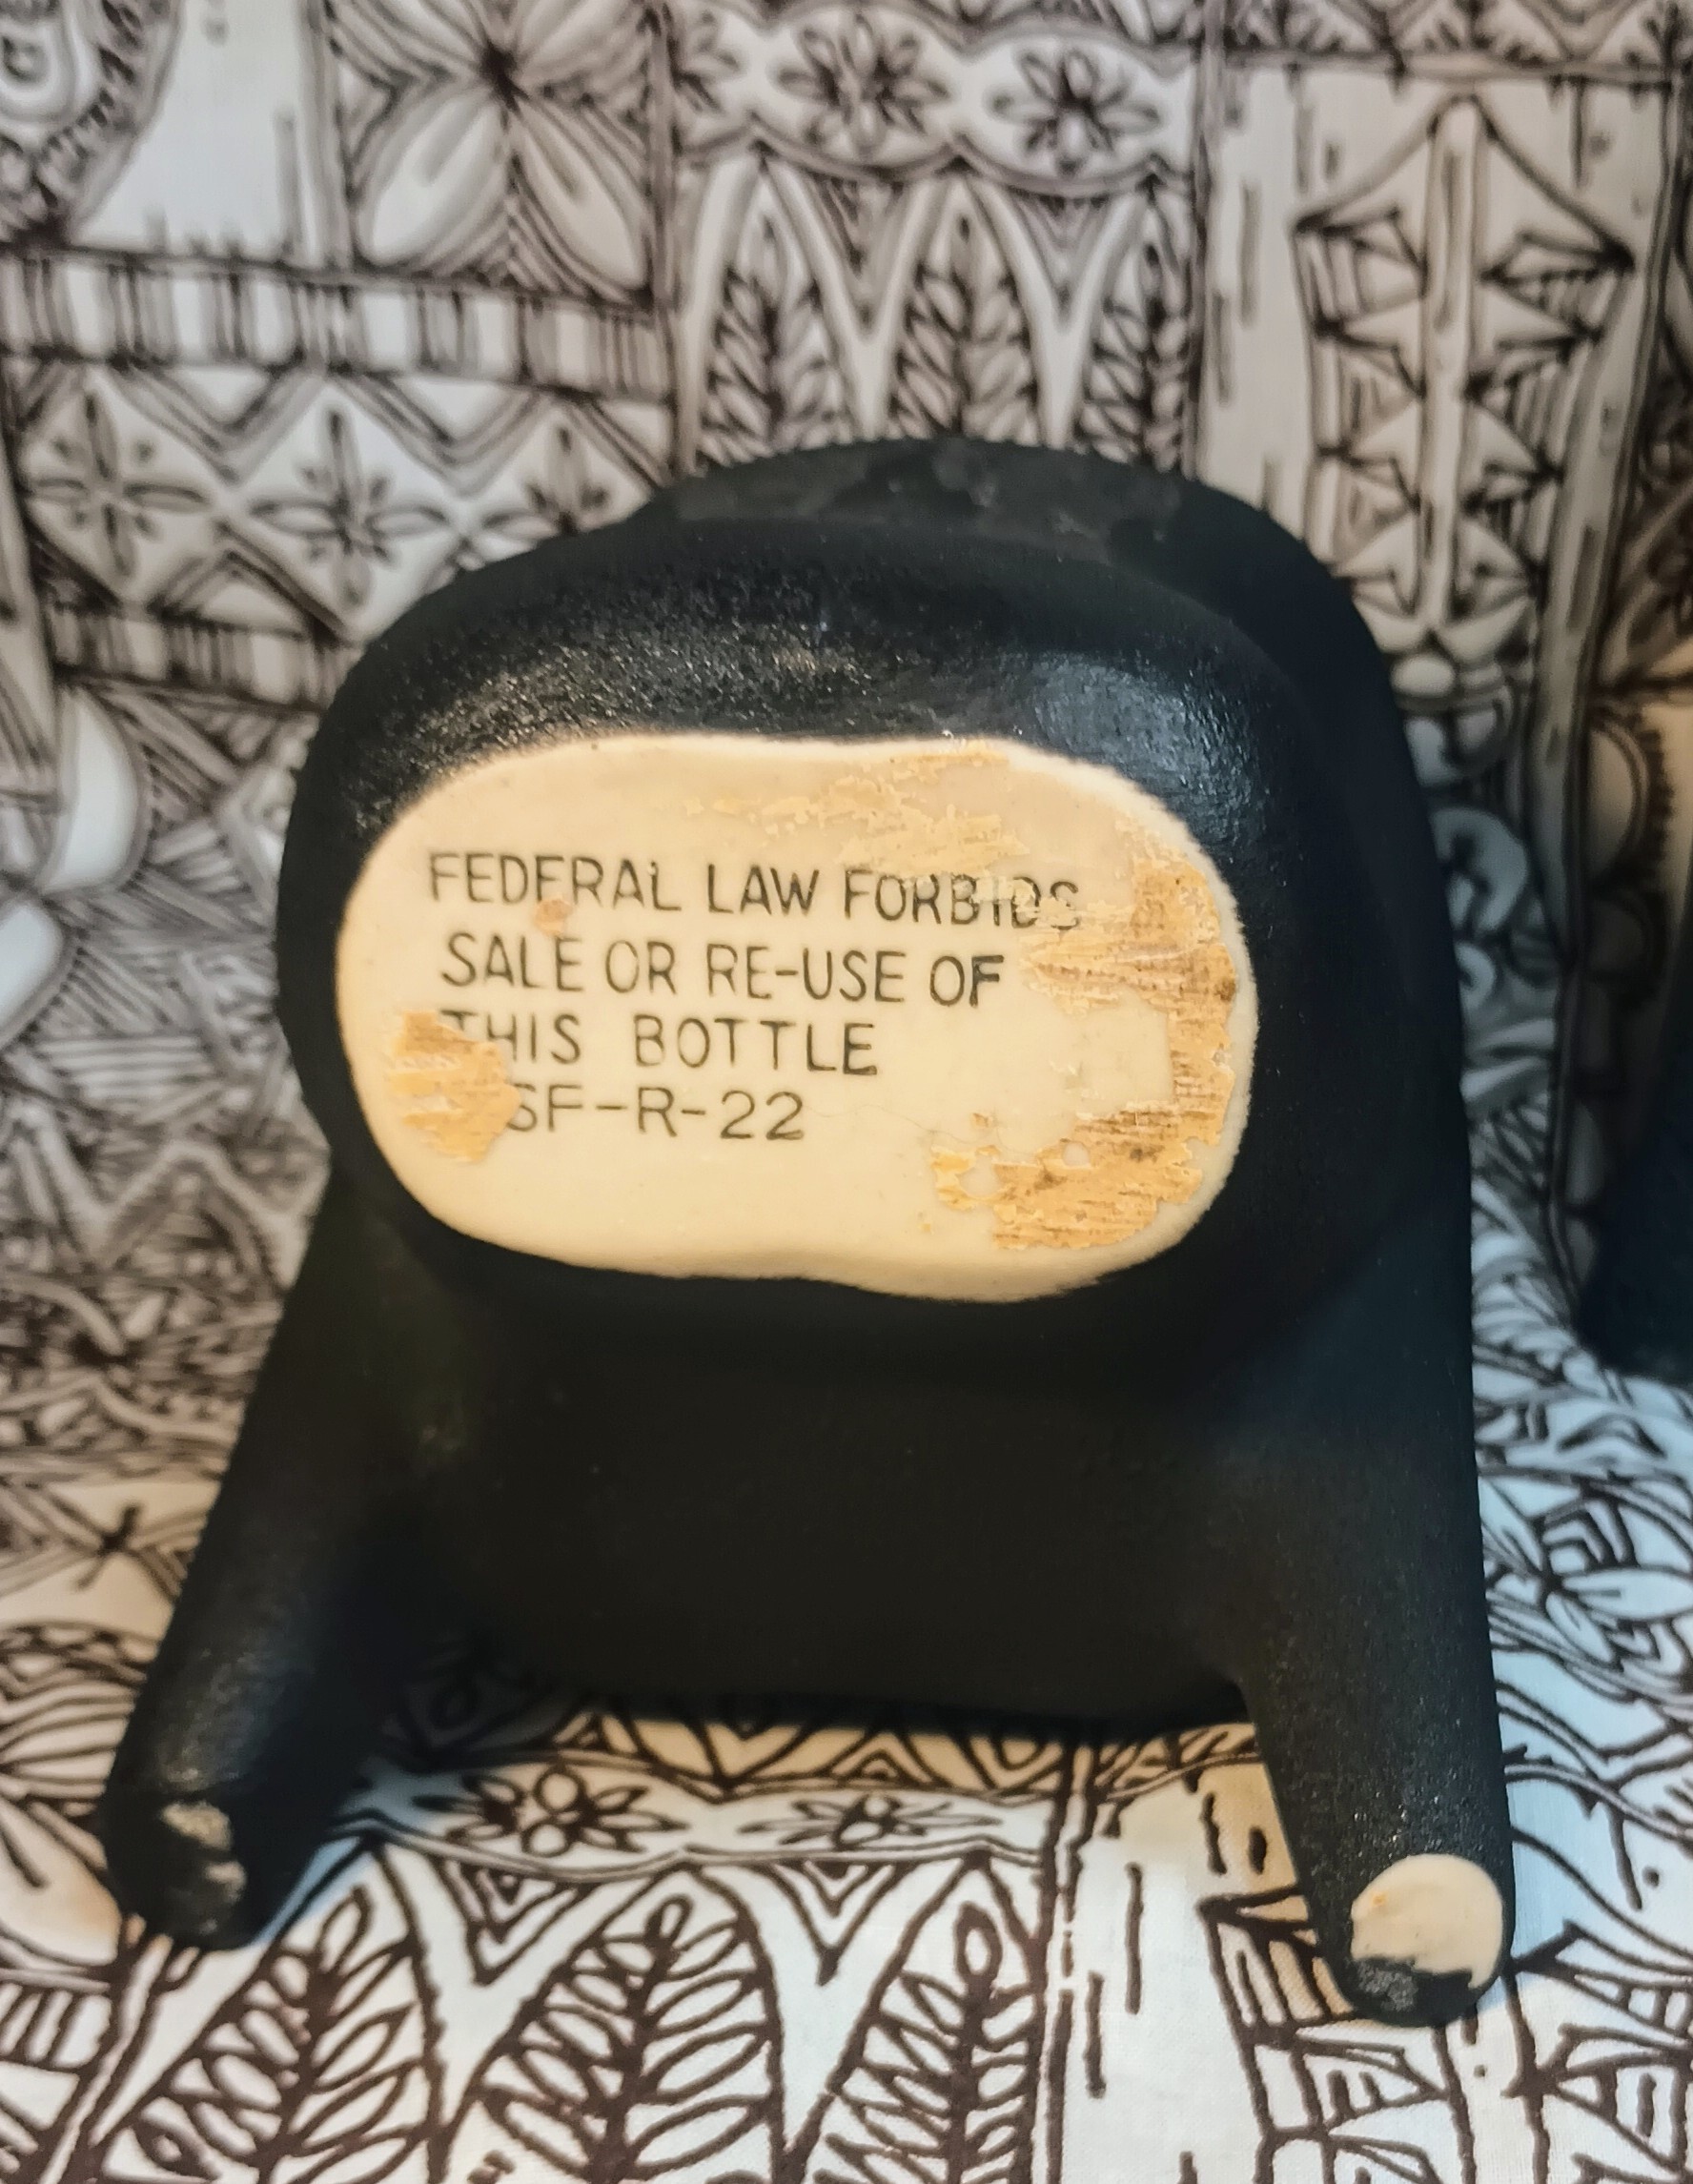 FEDERAL LAW FORBIDS
SALE OR RE-USE OF
THIS BOTTLE
SF-R-22